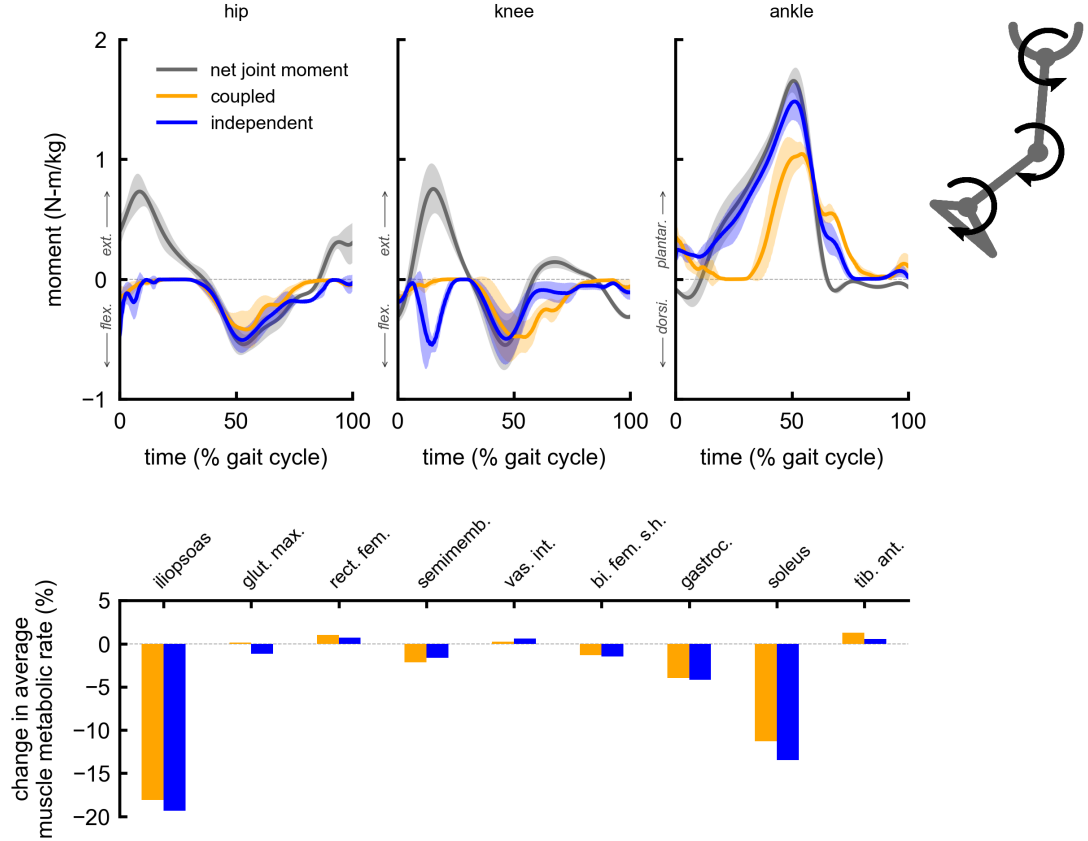 hip
knee
ankle
2
1
0
−1
moment (N-m/kg)
net joint moment
coupled
independent
ext.
flex.
ext.
flex.
plantar.
dorsi.
0
50
100
0
50
100
0
50
100
time (% gait cycle)
time (% gait cycle)
time (% gait cycle)
iliopsoas
glut. max.
rect. fem.
semimemb.
vas. int.
bi. fem. s.h.
gastroc.
soleus
tib. ant.
change in average
muscle metabolic rate (%)
5
0
−5
−10
−15
−20